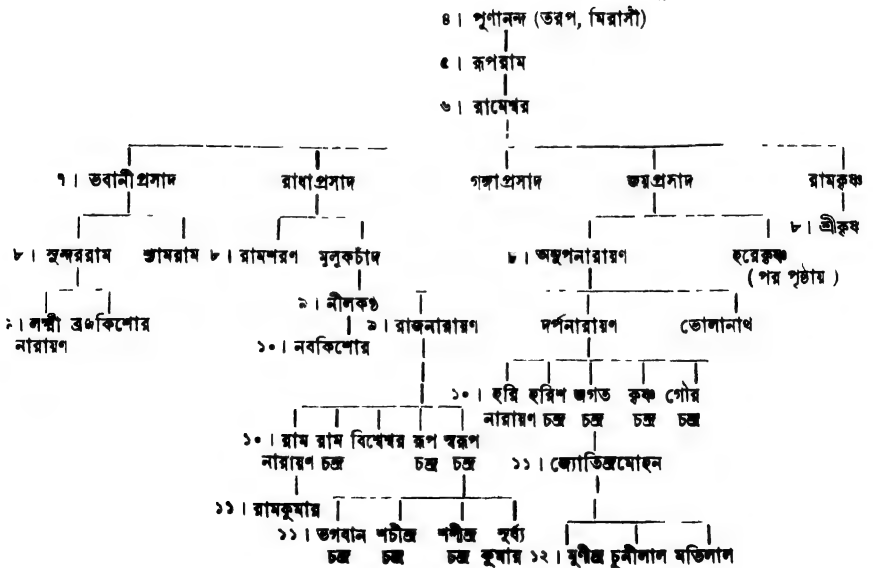 ৪। পূর্ণানন্দ (তরপ, মিরাসী)
৫। রূপরাম
৬। রামেশ্বর
৭। ভবানীপ্রসাদ রাধাপ্রসাদ গঙ্গাপ্রসাদ জয়প্রসাদ রামকৃষ্ণ
৮। শ্রীকৃষ্ণ
৮। সুন্দররাম শ্যামরাম ৮। রামশরণ মুলুকচাঁদ ৮। অনুপনারায়ণ হরেকৃষ্ণ
(পর পৃষ্ঠায়)
৯। নীলকণ্ঠ
৯। লক্ষ্মী ব্রজকিশোর ৯। রাজনারায়ণ দর্পনারায়ণ ভোলানাথ
নারায়ণ
১০। নবকিশোর
১০। হরি হরিশ জগত কৃষ্ণ গৌর
নারায়ণ চন্দ্র চন্দ্র চন্দ্র চন্দ্র
১০। রাম রাম বিশ্বেশ্বর রূপ স্বরূপ
নারায়ণ চন্দ্র চন্দ্র চন্দ্র
১১। জ্যোতিন্দ্রমোহন
১১। রামকুমার
১১। ভগবান শচীন্দ্র শশীন্দ্র সূর্য্য
চন্দ্র চন্দ্র চন্দ্র কুমার ১২। মুণীন্দ্র চুনীলাল মতিলাল